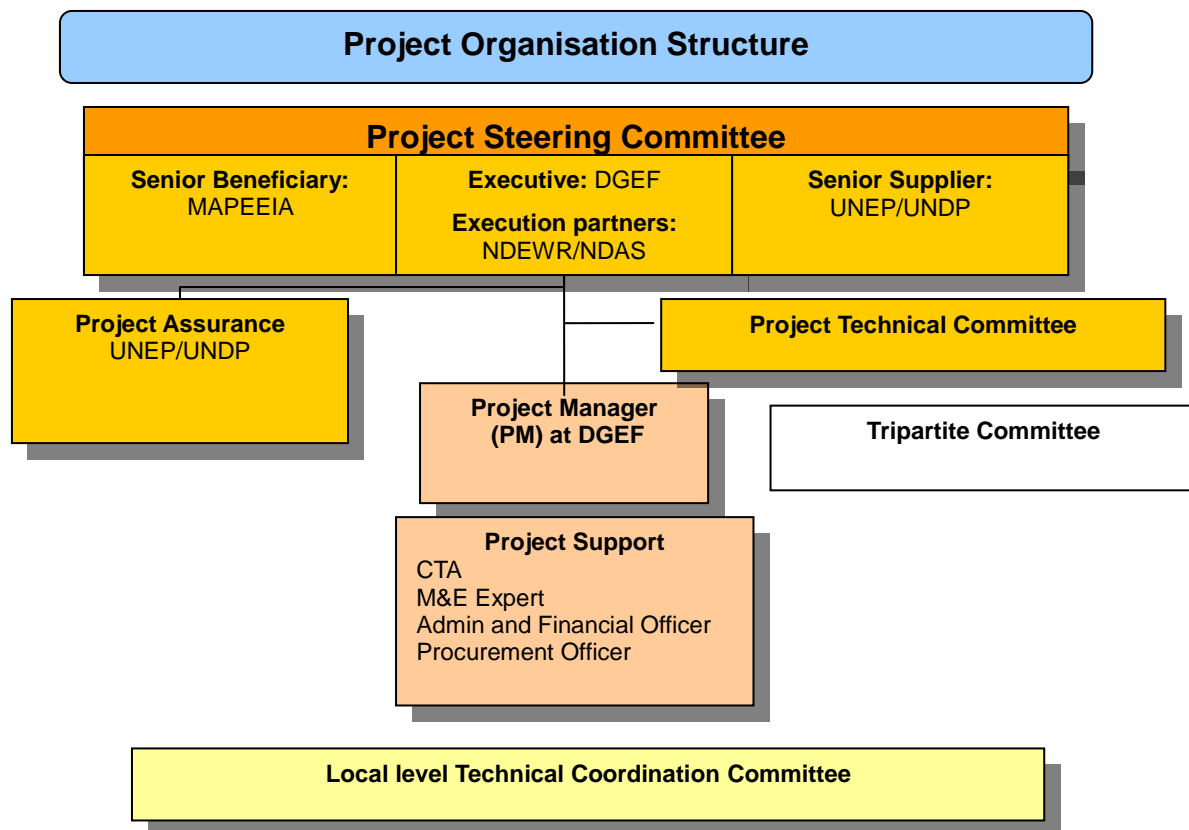 Project Organisation Structure
Project Steering Committee
Senior Beneficiary:
MAPEEIA
Executive: DGEF
Execution partners:
NDEWR/NDAS
Senior Supplier:
UNEP/UNDP
Project Assurance
UNEP/UNDP
Project Technical Committee
Project Manager
(PM) at DGEF
Tripartite Committee
Project Support
CTA
M&E Expert
Admin and Financial Officer
Procurement Officer
Local level Technical Coordination Committee